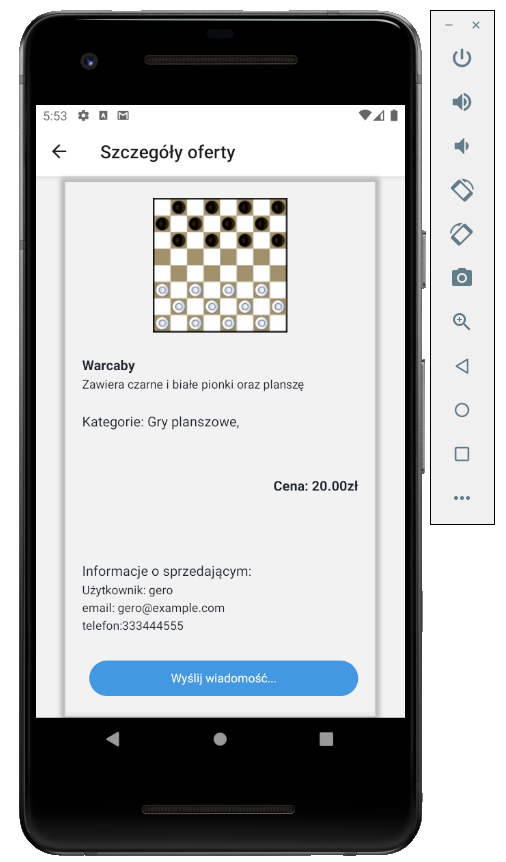 5:53
Szczegóły oferty
Warcaby
Zawiera czarne i białe pionki oraz planszę
Kategorie: Gry planszowe,
Cena: 20.00zł
Informacje o sprzedającym:
Użytkownik: gero
email: gero@example.com
telefon:333444555
Wyślij wiadomość...